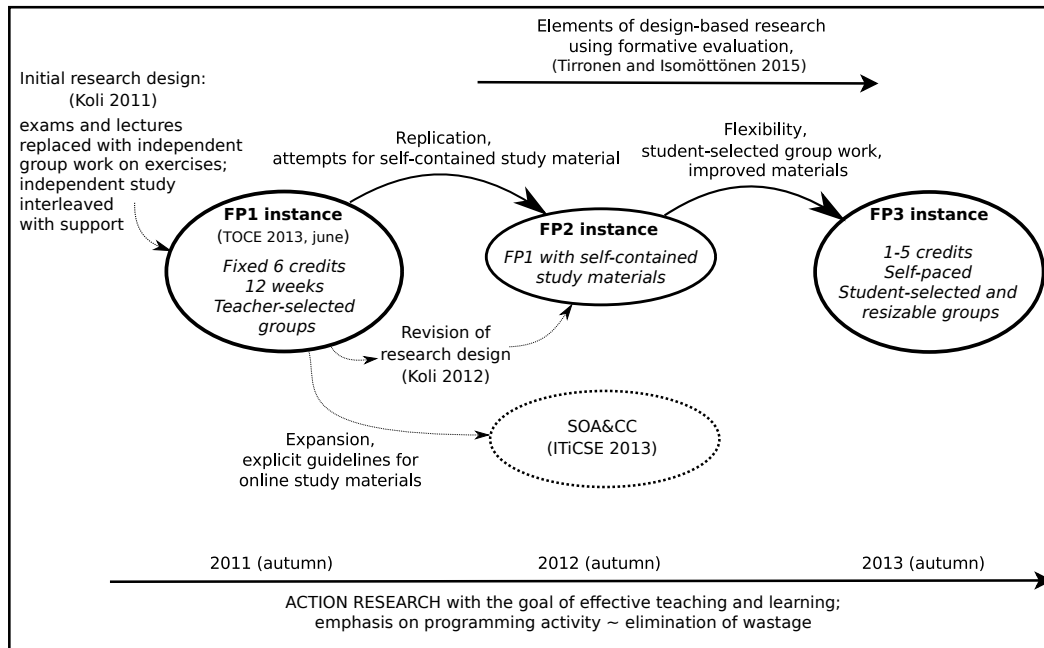 Elements of design-based research
using formative evaluation,
(Tirronen and Isomöttönen 2015)
Initial research design:
(Koli 2011)
exams and lectures
replaced with independent
group work on exercises;
independent study
interleaved
with support
Replication,
attempts for self-contained study material
Flexibility,
student-selected group work,
improved materials
FP1 instance
(TOCE 2013, june)
Fixed 6 credits
12 weeks
Teacher-selected
groups
FP2 instance
FP1 with self-contained
study materials
FP3 instance
1-5 credits
Self-paced
Student-selected and
resizable groups
Revision of
research design
(Koli 2012)
Expansion,
explicit guidelines for
online study materials
SOA&CC
(ITiCSE 2013)
2011 (autumn)
2012 (autumn)
2013 (autumn)
ACTION RESEARCH with the goal of effective teaching and learning;
emphasis on programming activity ~ elimination of wastage